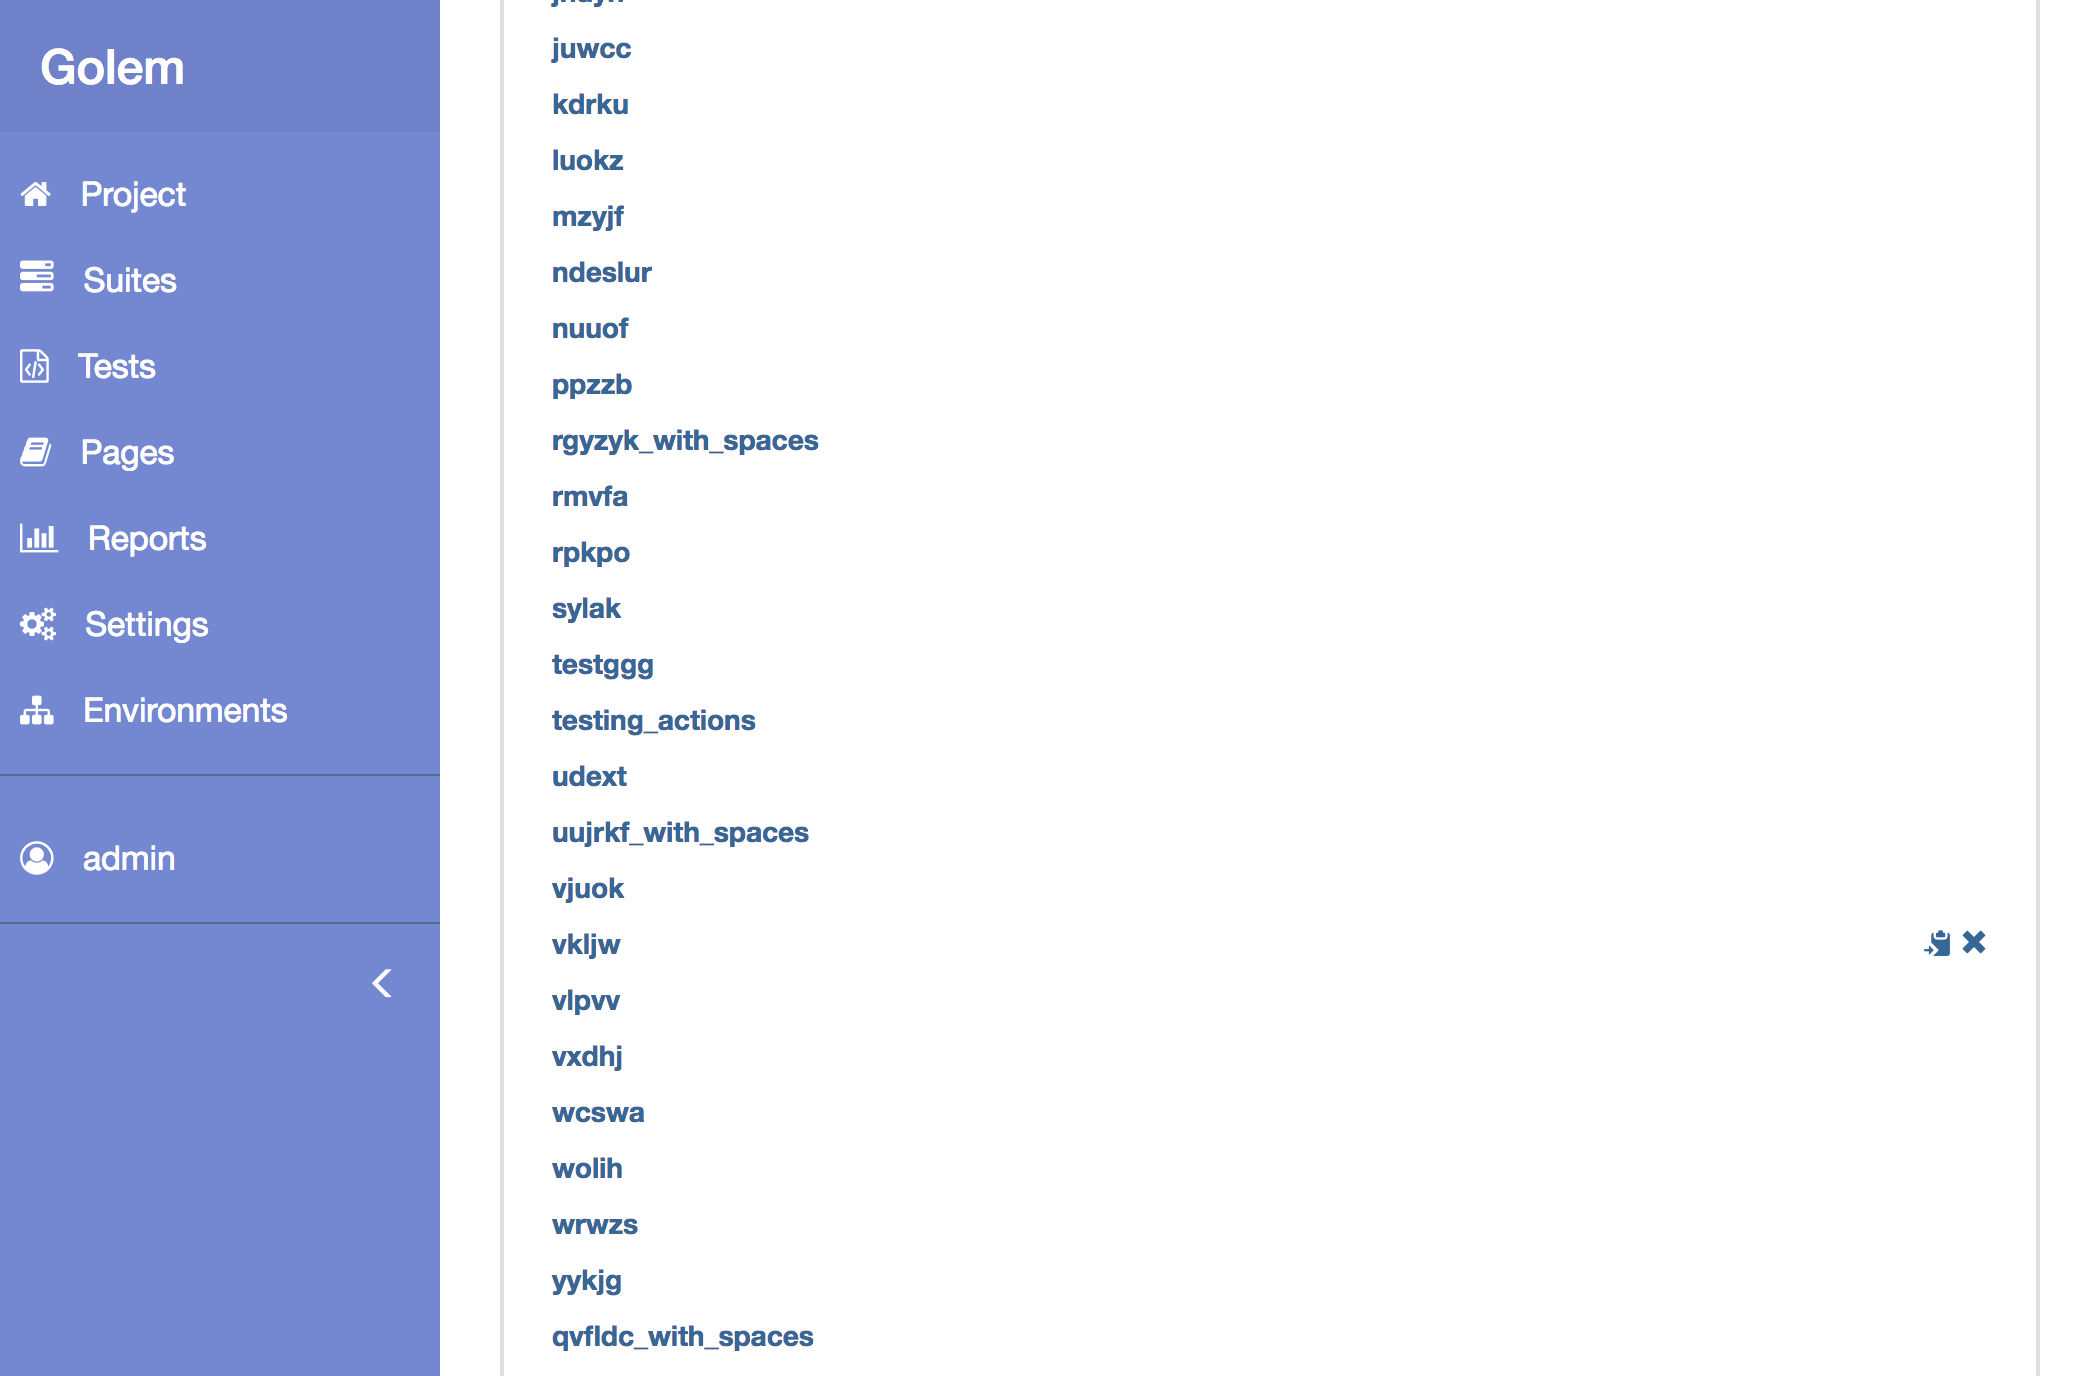 Golem
Project
Suites
Tests
Pages
Reports
Settings
Environments
admin
juwcc
kdrku
luokz
mzyjf
ndeslur
nuuof
ppzzb
rgyzyk_with_spaces
rmvfa
rpkpo
sylak
testggg
testing_actions
udext
uujrkf_with_spaces
vjuok
vkljw
vlpvv
vxdhj
wcswa
wolih
wrwzs
yykjg
qvfldc_with_spaces